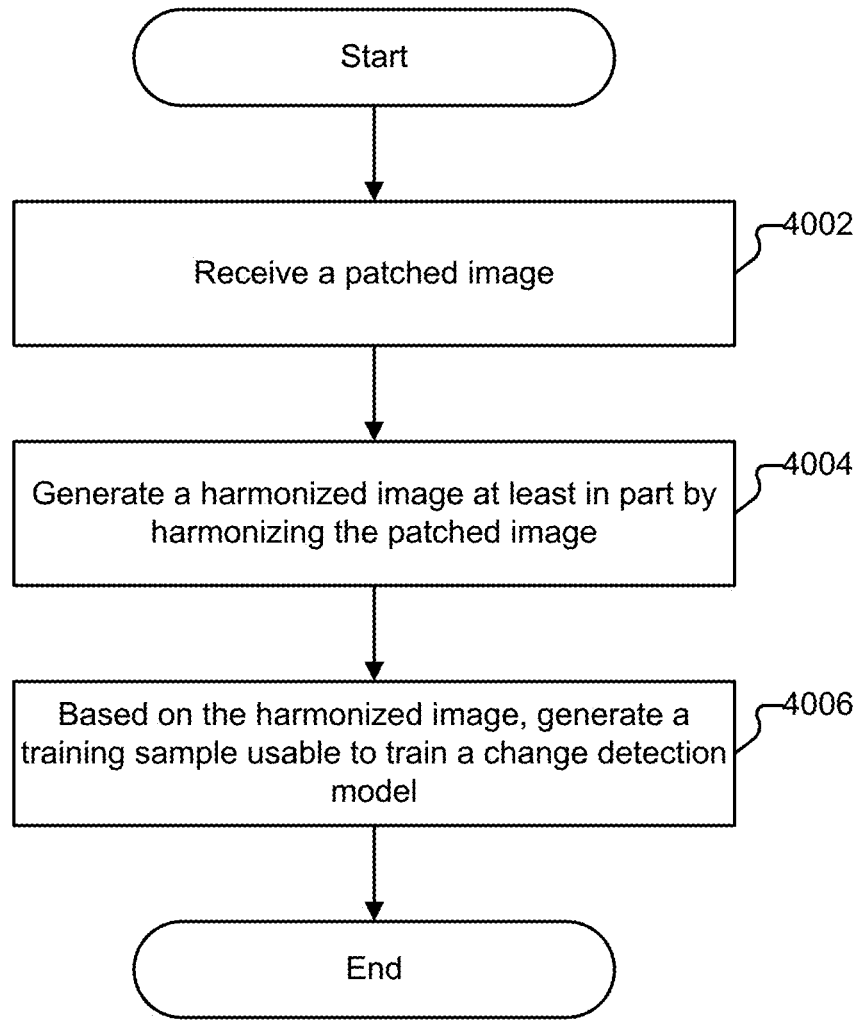 Start
4002
Receive a patched image
4004
Generate a harmonized image at least in part by
harmonizing the patched image
4006
Based on the harmonized image, generate a
training sample usable to train a change detection
model
End